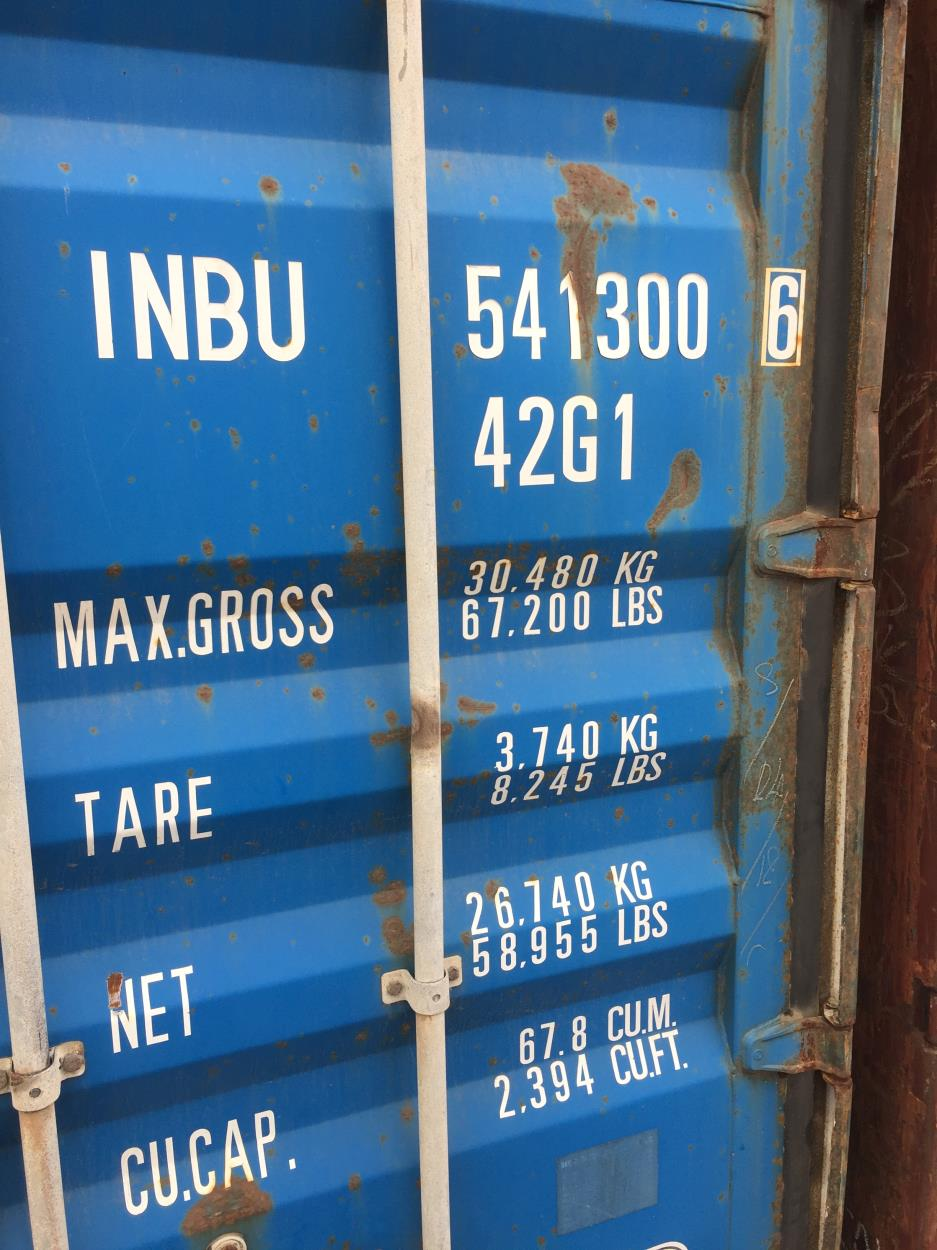 INBU 541300 6
42G1
MAX.GROSS 30.480 KG
67.200 LBS
TARE 3.740 KG
8.245 LBS
NET 26.740 KG
58.955 LBS
CU.CAP. 67.8 CU.M.
2.394 CU.FT.